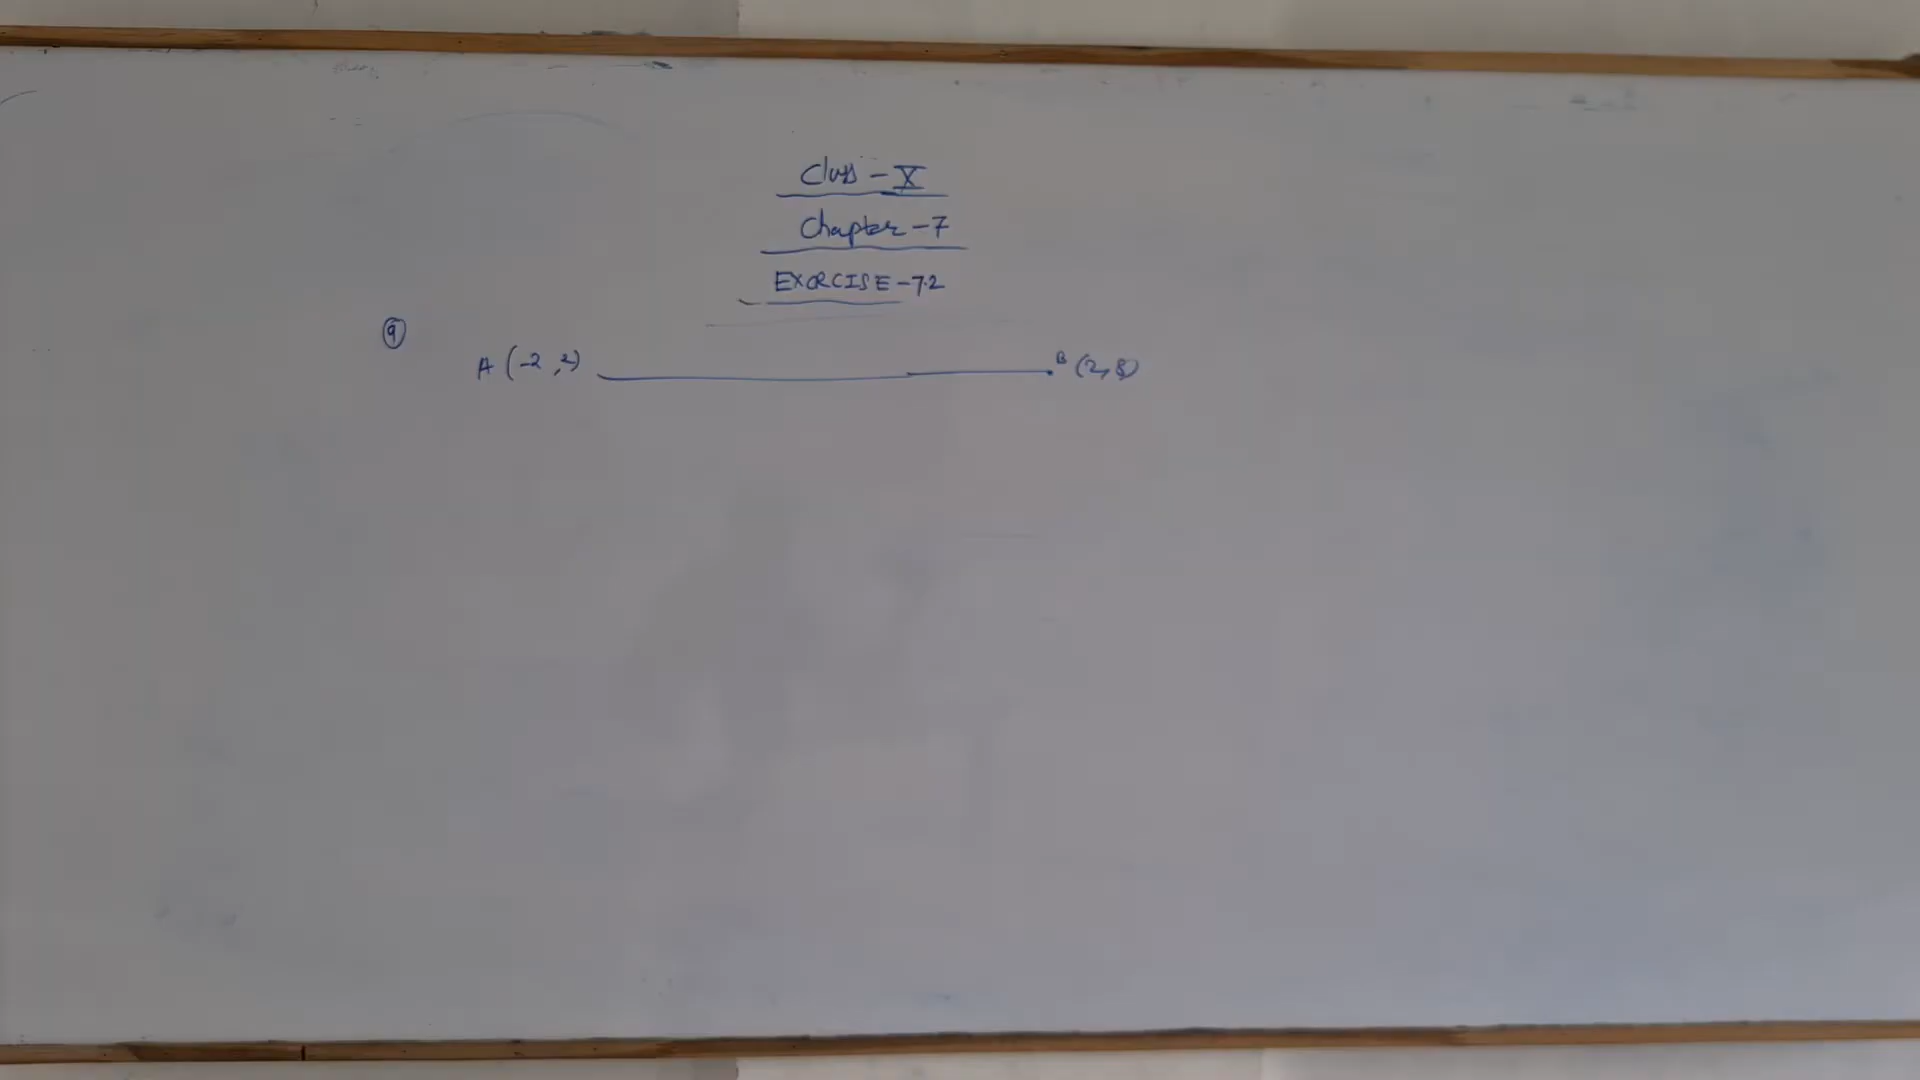 Class - X
Chapter - 7
EXERCISE - 7.2
9
A (-2, 2) B (2, 8)